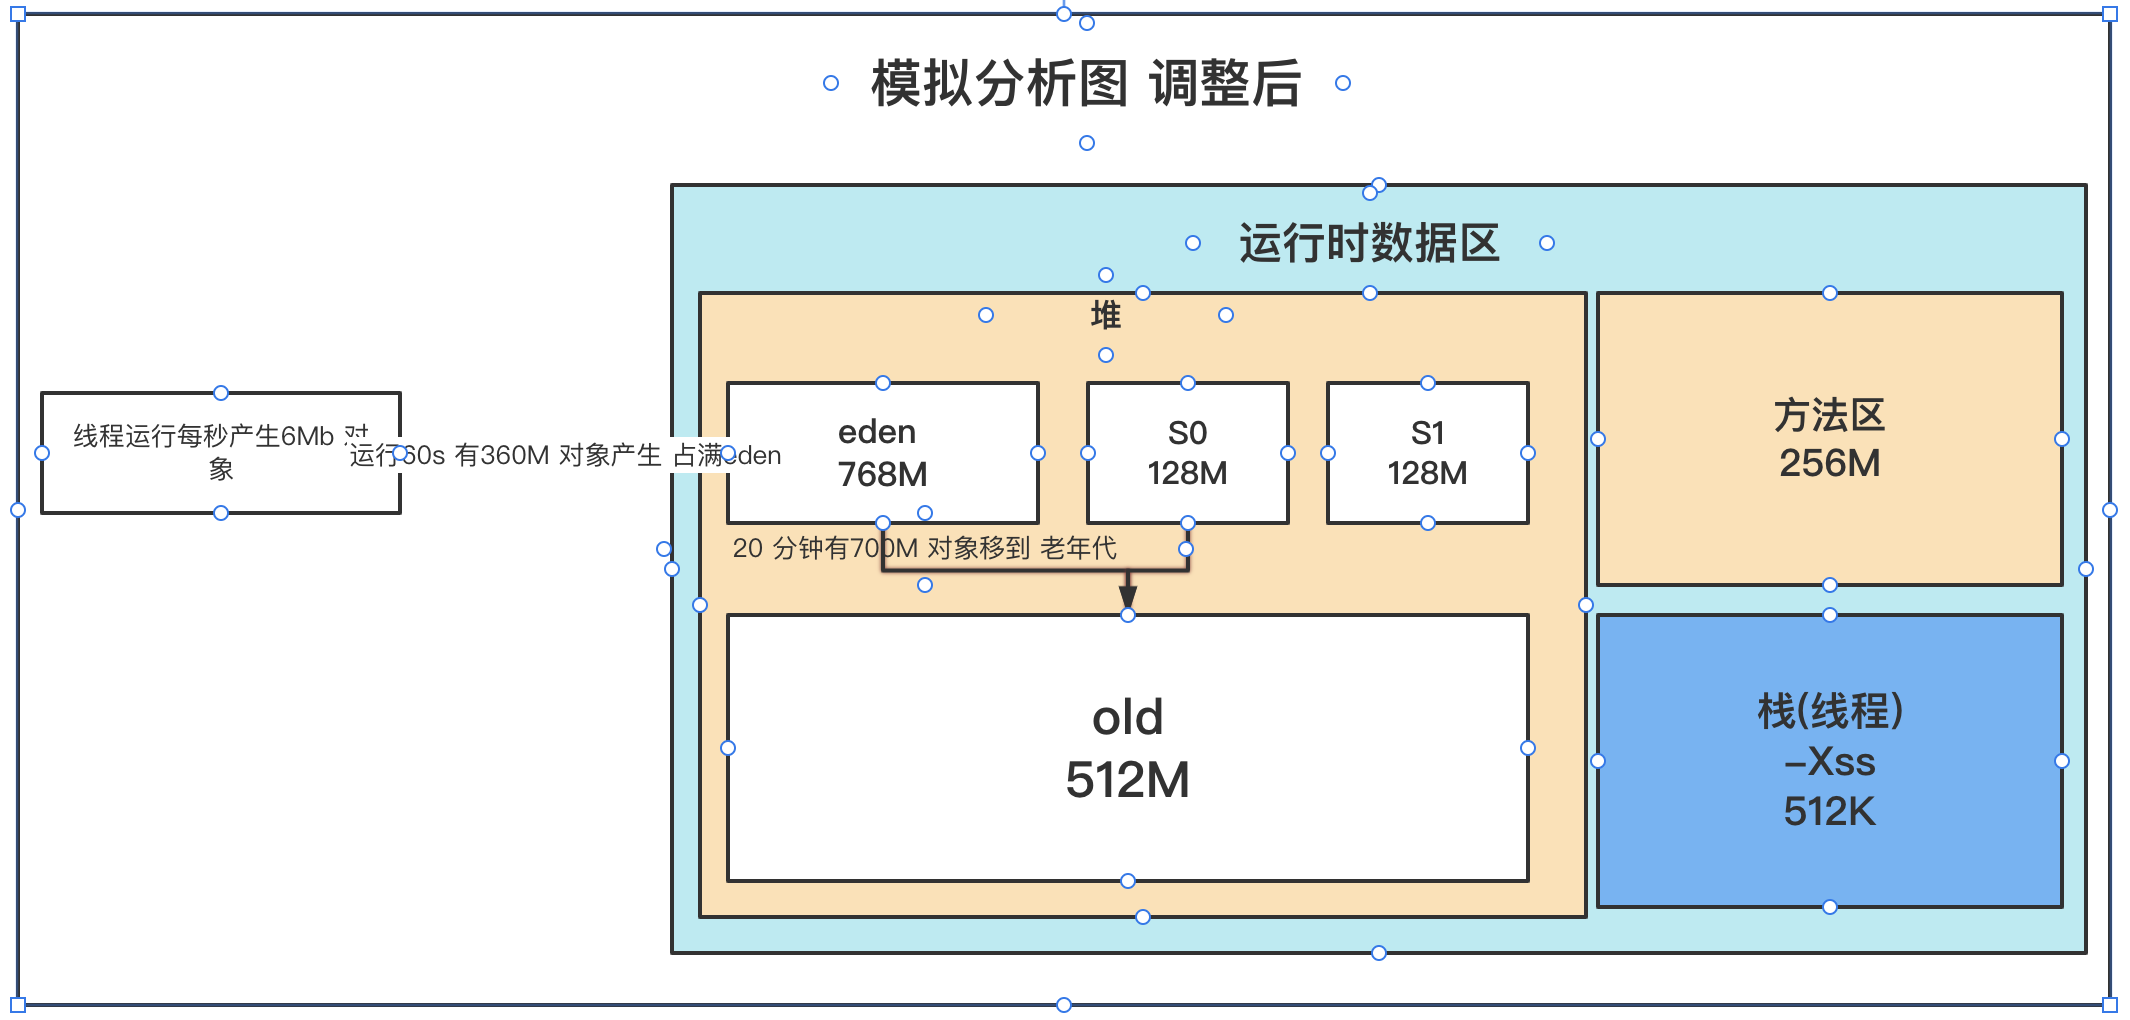 模拟分析图 调整后
运行时数据区
堆
线程运行每秒产生6Mb 对
象
运行60s 有360M 对象产生 占满eden
eden
768M
S0
128M
S1
128M
20 分钟有700M 对象移到 老年代
old
512M
方法区
256M
栈(线程)
-Xss
512K